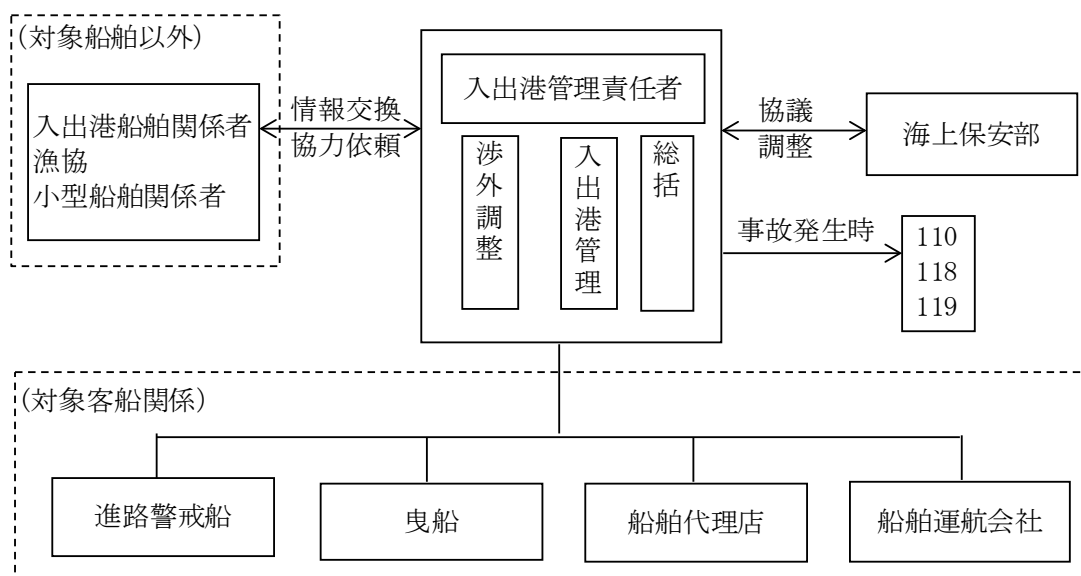 (対象船舶以外)
入出港船舶関係者
漁協
小型船舶関係者
情報交換
協力依頼
入出港管理責任者
渉外調整
入出港管理
総括
協議
調整
海上保安部
事故発生時
110
118
119
(対象客船関係)
進路警戒船
曳船
船舶代理店
船舶運航会社